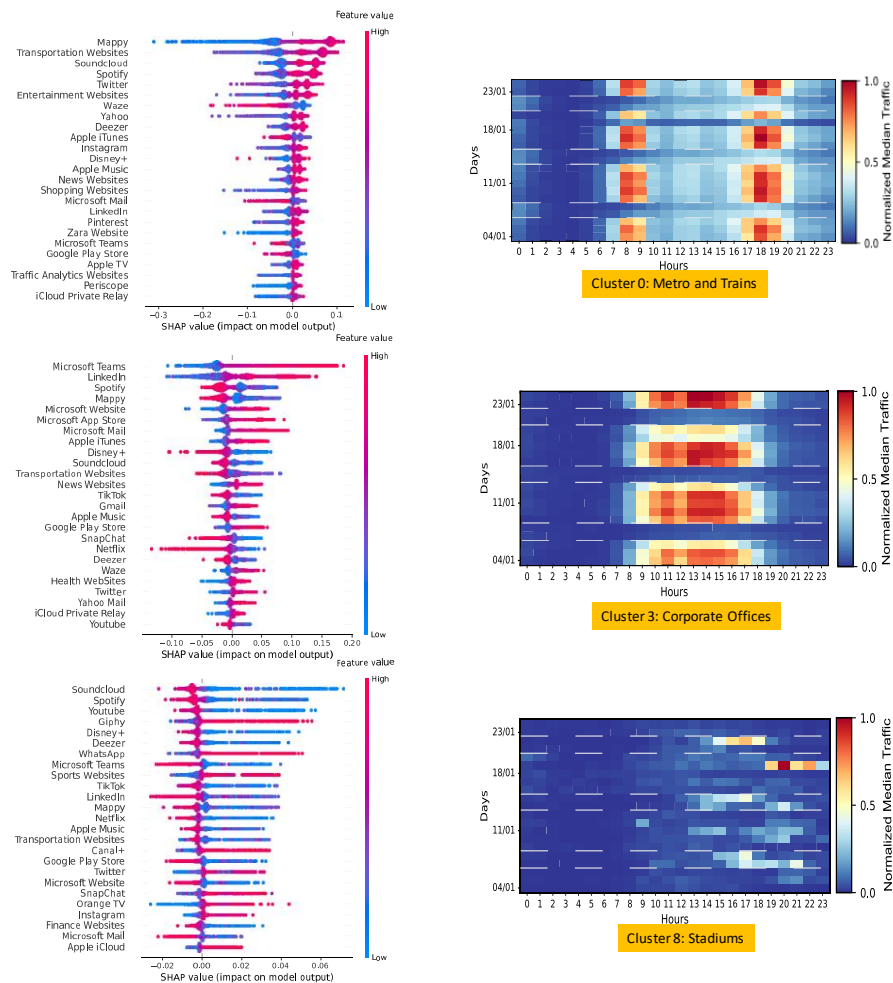 Feature value
High
Mappy
Transportation Websites
Soundcloud
Spotify
Twitter
Entertainment Websites
Waze
Yahoo
Deezer
Apple iTunes
Instagram
Disney+
Apple Music
News Websites
Shopping Websites
Microsoft Mail
LinkedIn
Pinterest
Zara Website
Microsoft Teams
Google Play Store
Apple TV
Traffic Analytics Websites
Periscope
iCloud Private Relay
Low
−0.3 −0.2 −0.1 0.0 0.1
SHAP value (impact on model output)
Days
23/01
18/01
11/01
04/01
0 1 2 3 4 5 6 7 8 9 10 11 12 13 14 15 16 17 18 19 20 21 22 23
Hours
1.0
0.5
0.0
Normalized Median Traffic
Cluster 0: Metro and Trains
Feature value
High
Microsoft Teams
LinkedIn
Spotify
Mappy
Microsoft Website
Microsoft App Store
Microsoft Mail
Apple iTunes
Disney+
Soundcloud
Transportation Websites
News Websites
TikTok
Gmail
Apple Music
Google Play Store
SnapChat
Netflix
Deezer
Waze
Health WebSites
Twitter
Yahoo Mail
iCloud Private Relay
Youtube
Low
−0.10 −0.05 0.00 0.05 0.10 0.15 0.20
SHAP value (impact on model output)
Days
23/01
18/01
11/01
04/01
0 1 2 3 4 5 6 7 8 9 10 11 12 13 14 15 16 17 18 19 20 21 22 23
Hours
1.0
0.5
0.0
Normalized Median Traffic
Cluster 3: Corporate Offices
Feature value
High
Soundcloud
Spotify
Youtube
Giphy
Disney+
Deezer
WhatsApp
Microsoft Teams
Sports Websites
TikTok
LinkedIn
Mappy
Netflix
Apple Music
Transportation Websites
Canal+
Google Play Store
Twitter
Microsoft Website
SnapChat
Orange TV
Instagram
Finance Websites
Microsoft Mail
Apple iCloud
Low
−0.02 0.00 0.02 0.04 0.06
SHAP value (impact on model output)
Days
23/01
18/01
11/01
04/01
0 1 2 3 4 5 6 7 8 9 10 11 12 13 14 15 16 17 18 19 20 21 22 23
Hours
1.0
0.5
0.0
Normalized Median Traffic
Cluster 8: Stadiums